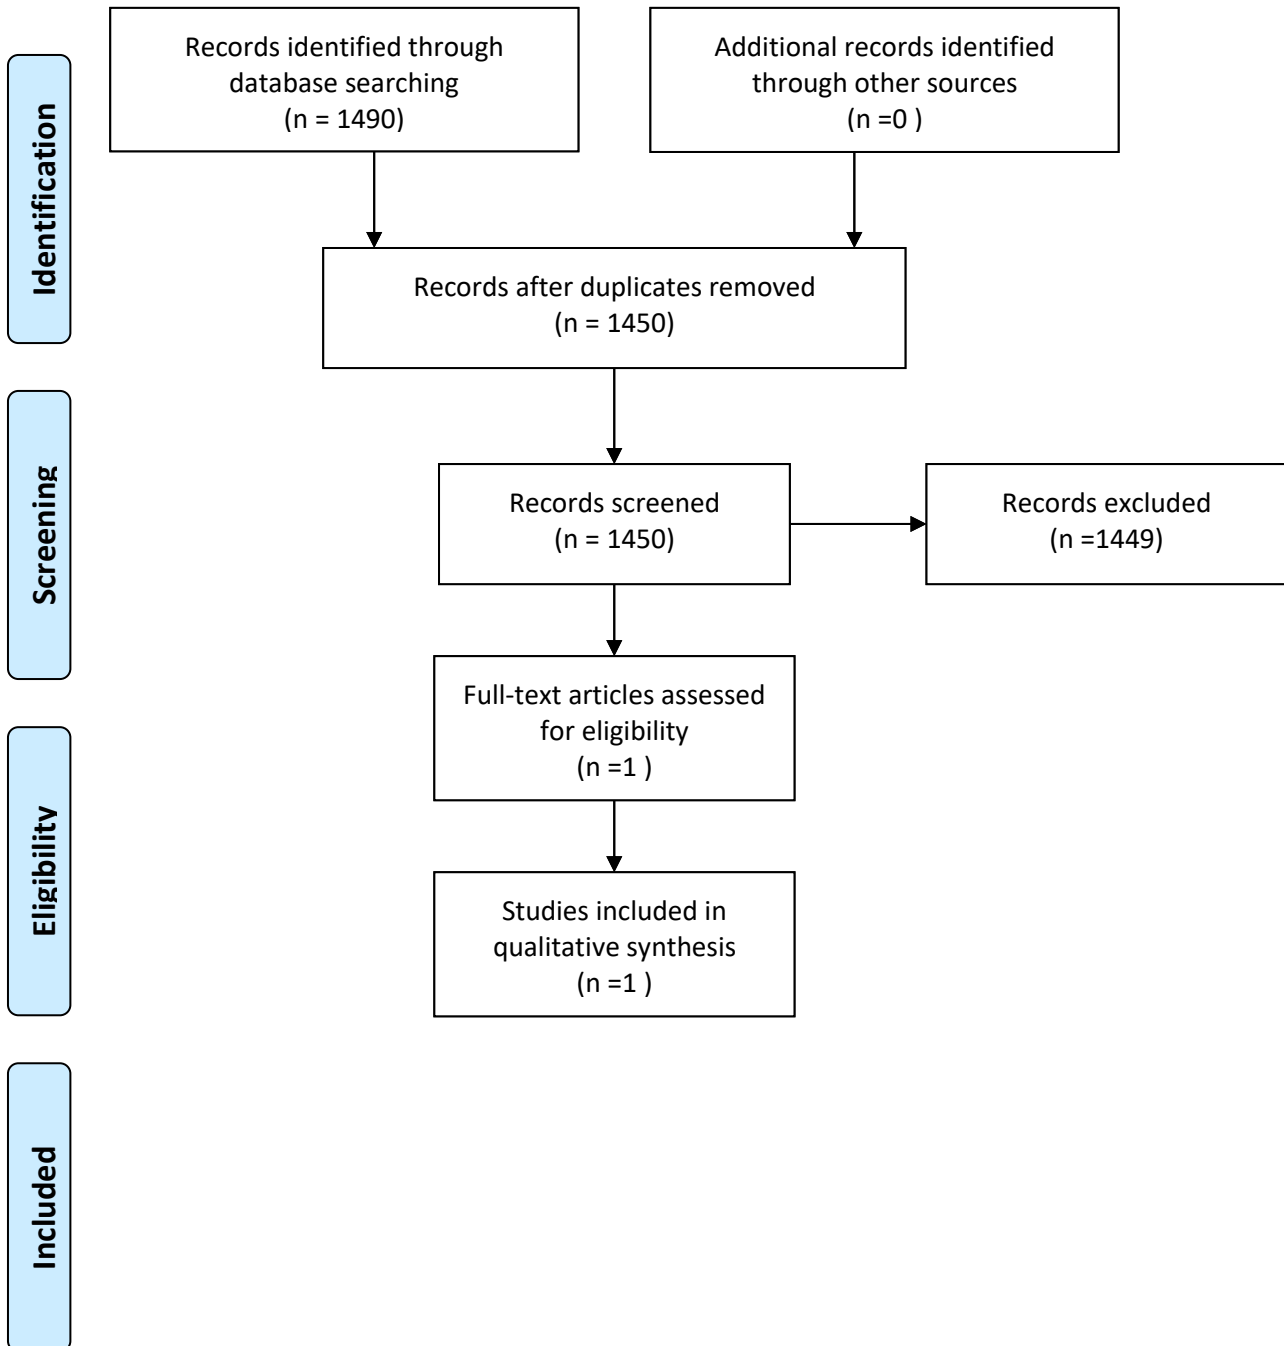 Records identified through
database searching
(n = 1490)
Additional records identified
through other sources
(n =0 )
Identification
Records after duplicates removed
(n = 1450)
Screening
Records screened
(n = 1450)
Records excluded
(n =1449)
Full-text articles assessed
for eligibility
(n =1 )
Eligibility
Studies included in
qualitative synthesis
(n =1 )
Included